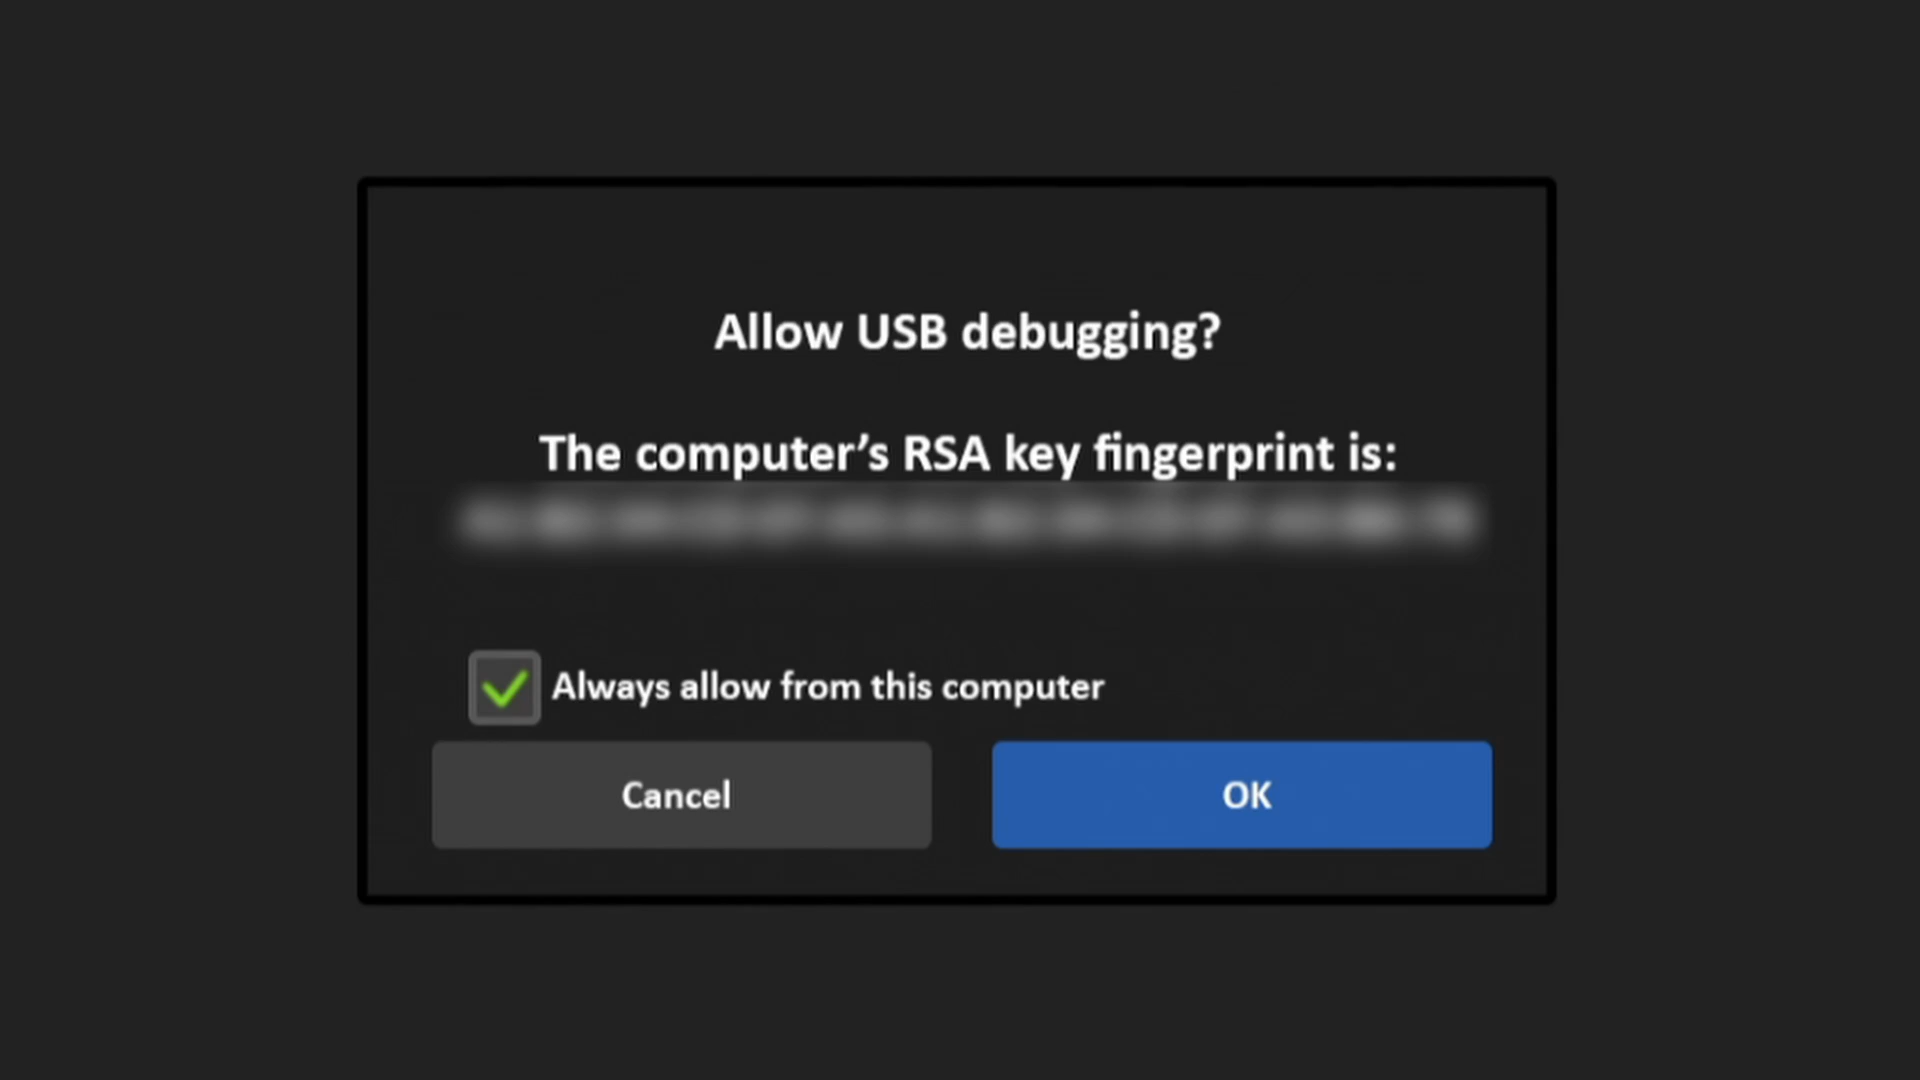 Allow USB debugging?
The computer’s RSA key fingerprint is:
Always allow from this computer
Cancel
OK